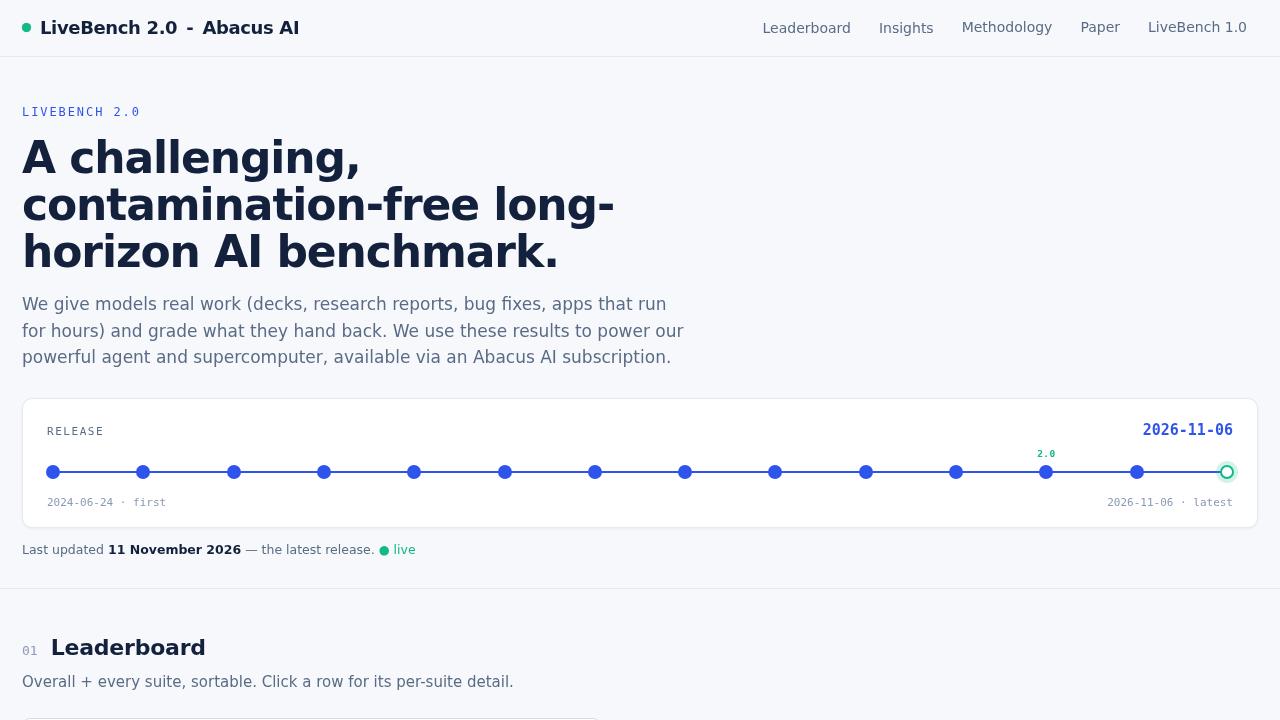 LiveBench 2.0 - Abacus AI
Leaderboard Insights Methodology Paper LiveBench 1.0
LIVEBENCH 2.0
A challenging,
contamination-free long-
horizon AI benchmark.
We give models real work (decks, research reports, bug fixes, apps that run
for hours) and grade what they hand back. We use these results to power our
powerful agent and supercomputer, available via an Abacus AI subscription.
RELEASE
2026-11-06
2.0
2024-06-24 · first
2026-11-06 · latest
Last updated 11 November 2026 — the latest release. ● live
01 Leaderboard
Overall + every suite, sortable. Click a row for its per-suite detail.